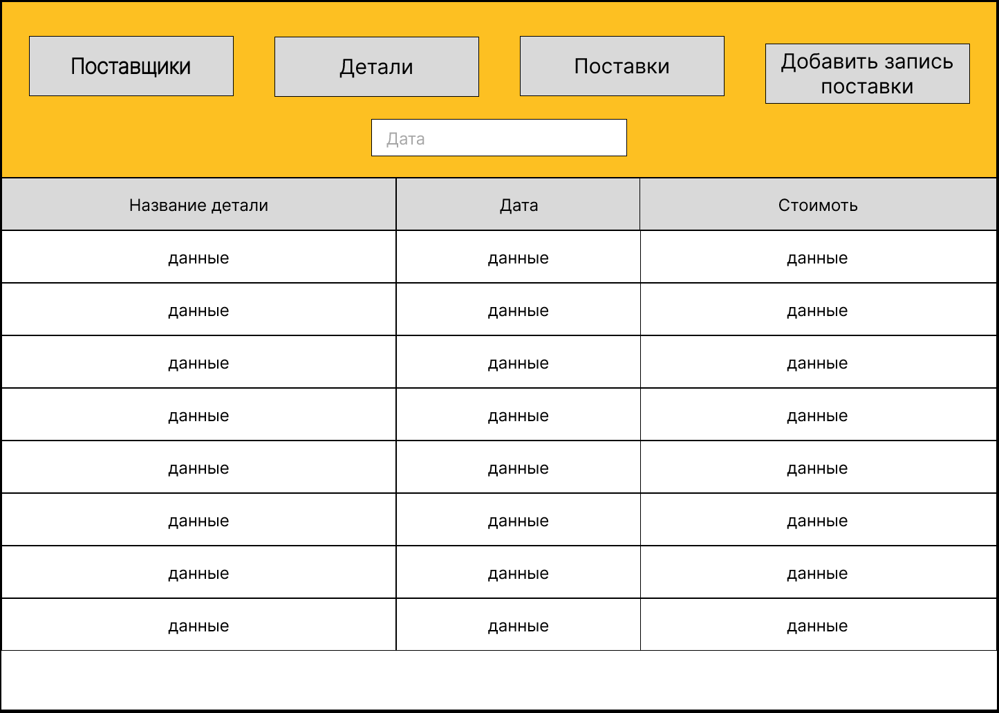 Поставщики
Детали
Поставки
Добавить запись
поставки
Дата
Название детали Дата Стоимоть
данные данные данные
данные данные данные
данные данные данные
данные данные данные
данные данные данные
данные данные данные
данные данные данные
данные данные данные